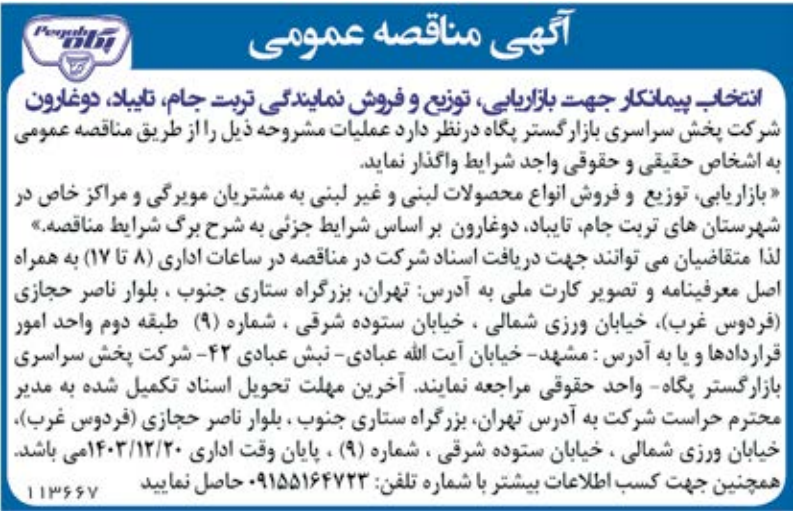 آگهی مناقصه عمومی
Pegah
پگاه
انتخاب پیمانکار جهت بازاریابی، توزیع و فروش نمایندگی تربت جام، تایباد، دوغارون
شرکت پخش سراسری بازارگستر پگاه درنظر دارد عملیات مشروحه ذیل را از طریق مناقصه عمومی
به اشخاص حقیقی و حقوقی واجد شرایط واگذار نماید.
« بازاریابی، توزیع و فروش انواع محصولات لبنی و غیر لبنی به مشتریان مویرگی و مراکز خاص در
شهرستان های تربت جام، تایباد، دوغارون بر اساس شرایط جزئی به شرح برگ شرایط مناقصه.»
لذا متقاضیان می توانند جهت دریافت اسناد شرکت در مناقصه در ساعات اداری (۸ تا ۱۷) به همراه
اصل معرفینامه و تصویر کارت ملی به آدرس: تهران، بزرگراه ستاری جنوب ، بلوار ناصر حجازی
(فردوس غرب)، خیابان ورزی شمالی ، خیابان ستوده شرقی ، شماره (۹) طبقه دوم واحد امور
قراردادها و یا به آدرس : مشهد- خیابان آیت الله عبادی- نبش عبادی ۴۲- شرکت پخش سراسری
بازارگستر پگاه- واحد حقوقی مراجعه نمایند. آخرین مهلت تحویل اسناد تکمیل شده به مدیر
محترم حراست شرکت به آدرس تهران، بزرگراه ستاری جنوب ، بلوار ناصر حجازی (فردوس غرب)،
خیابان ورزی شمالی ، خیابان ستوده شرقی ، شماره (۹) ، پایان وقت اداری ۱۴۰۳/۱۲/۲۰می باشد.
همچنین جهت کسب اطلاعات بیشتر با شماره تلفن: ۰۹۱۵۵۱۶۴۷۲۳ حاصل نمایید
۱۱۳۶۶۷